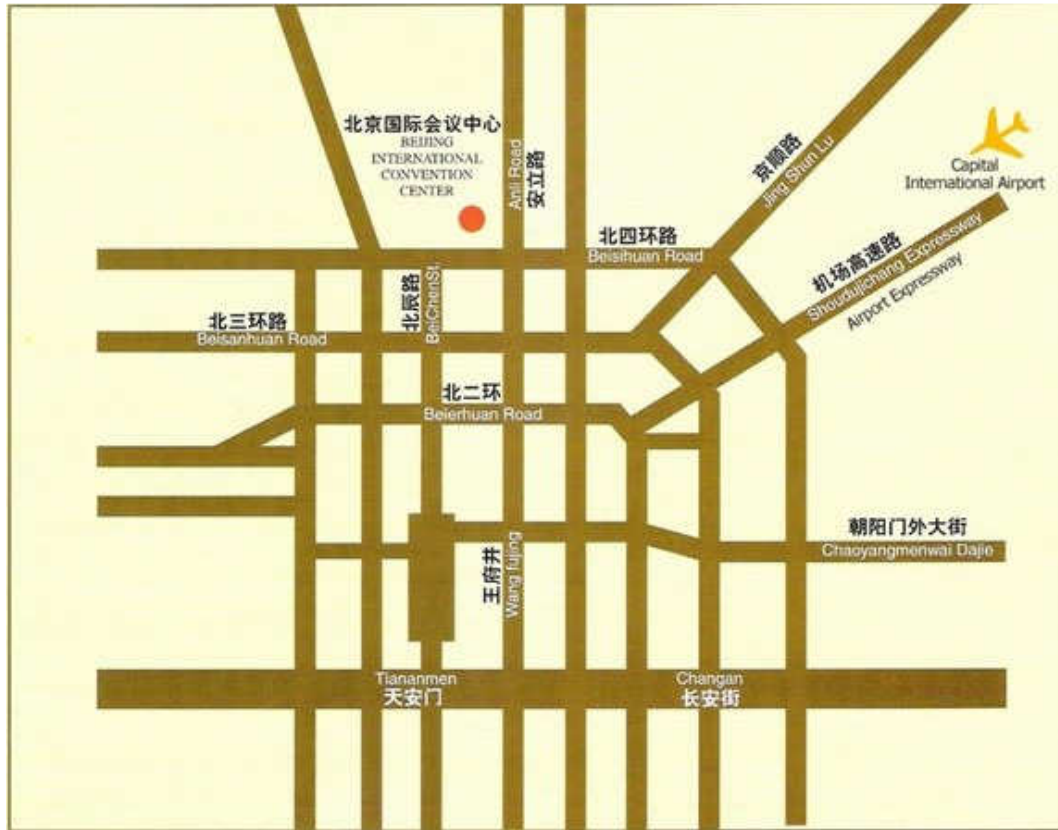 北京国际会议中心
BEIJING
INTERNATIONAL
CONVENTION
CENTER
Anli Road
安立路
京顺路
Jing Shun Lu
Capital
International Airport
北四环路
Beisihuan Road
机场高速路
Shoudujichang Expressway
Airport Expressway
北辰路
BeiChenSt.
北三环路
Beisanhuan Road
北二环
Beierhuan Road
朝阳门外大街
Chaoyangmenwai Dajie
王府井
Wang fujing
Tiananmen
天安门
Changan
长安街